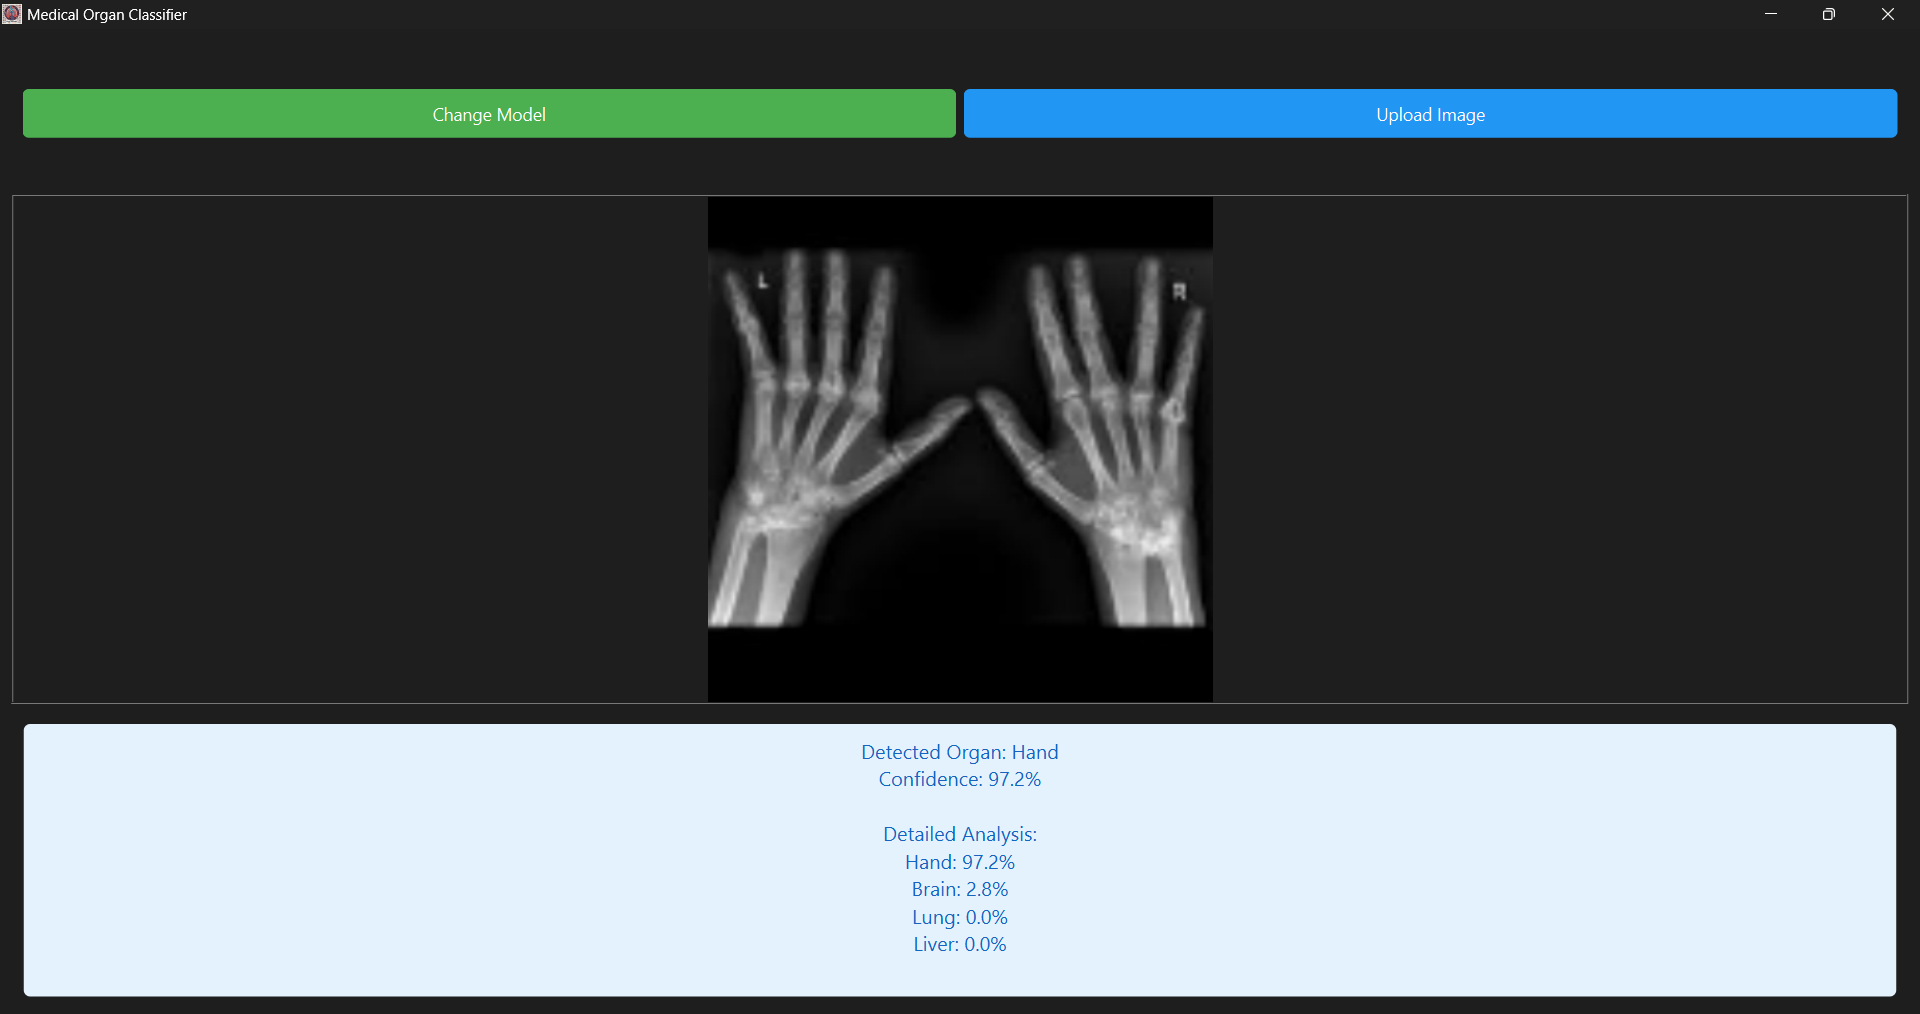 Medical Organ Classifier
Change Model
Upload Image
L
R
Detected Organ: Hand
Confidence: 97.2%
Detailed Analysis:
Hand: 97.2%
Brain: 2.8%
Lung: 0.0%
Liver: 0.0%